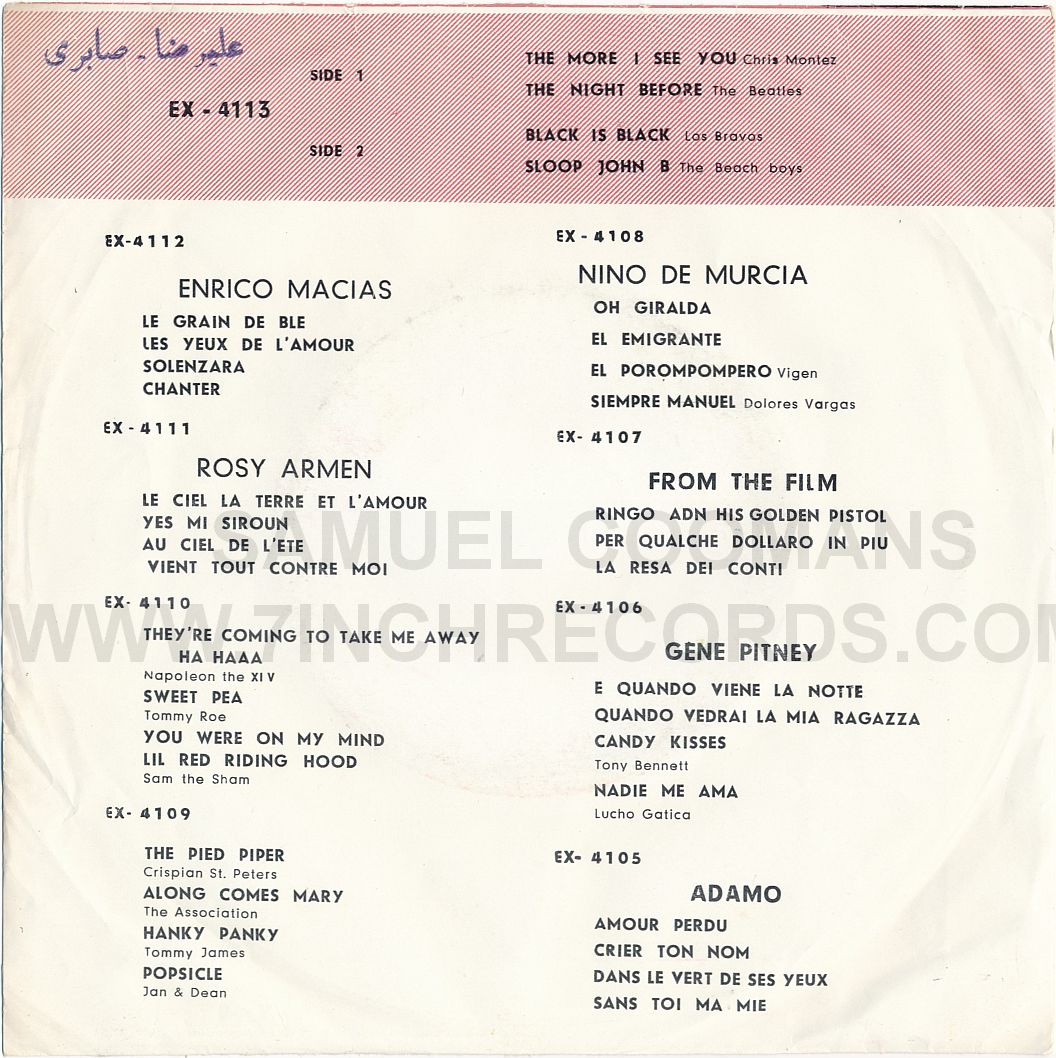 علیرضا - صابری
SIDE 1
THE MORE I SEE YOU Chris Montez
THE NIGHT BEFORE The Beatles
EX - 4113
SIDE 2
BLACK IS BLACK Los Bravos
SLOOP JOHN B The Beach boys
EX-4112
ENRICO MACIAS
LE GRAIN DE BLE
LES YEUX DE L'AMOUR
SOLENZARA
CHANTER
EX - 4111
ROSY ARMEN
LE CIEL LA TERRE ET L'AMOUR
YES MI SIROUN
AU CIEL DE L'ETE
VIENT TOUT CONTRE MOI
EX- 4110
THEY'RE COMING TO TAKE ME AWAY
HA HAAA
Napoleon the XIV
SWEET PEA
Tommy Roe
YOU WERE ON MY MIND
LIL RED RIDING HOOD
Sam the Sham
EX- 4109
THE PIED PIPER
Crispian St. Peters
ALONG COMES MARY
The Association
HANKY PANKY
Tommy James
POPSICLE
Jan & Dean
EX - 4108
NINO DE MURCIA
OH GIRALDA
EL EMIGRANTE
EL POROMPOMPERO Vigen
SIEMPRE MANUEL Dolores Vargas
EX- 4107
FROM THE FILM
RINGO ADN HIS GOLDEN PISTOL
PER QUALCHE DOLLARO IN PIU
LA RESA DEI CONTI
EX - 4106
GENE PITNEY
E QUANDO VIENE LA NOTTE
QUANDO VEDRAI LA MIA RAGAZZA
CANDY KISSES
Tony Bennett
NADIE ME AMA
Lucho Gatica
EX- 4105
ADAMO
AMOUR PERDU
CRIER TON NOM
DANS LE VERT DE SES YEUX
SANS TOI MA MIE
SAMUEL COOMANS
WWW.7INCHRECORDS.COM